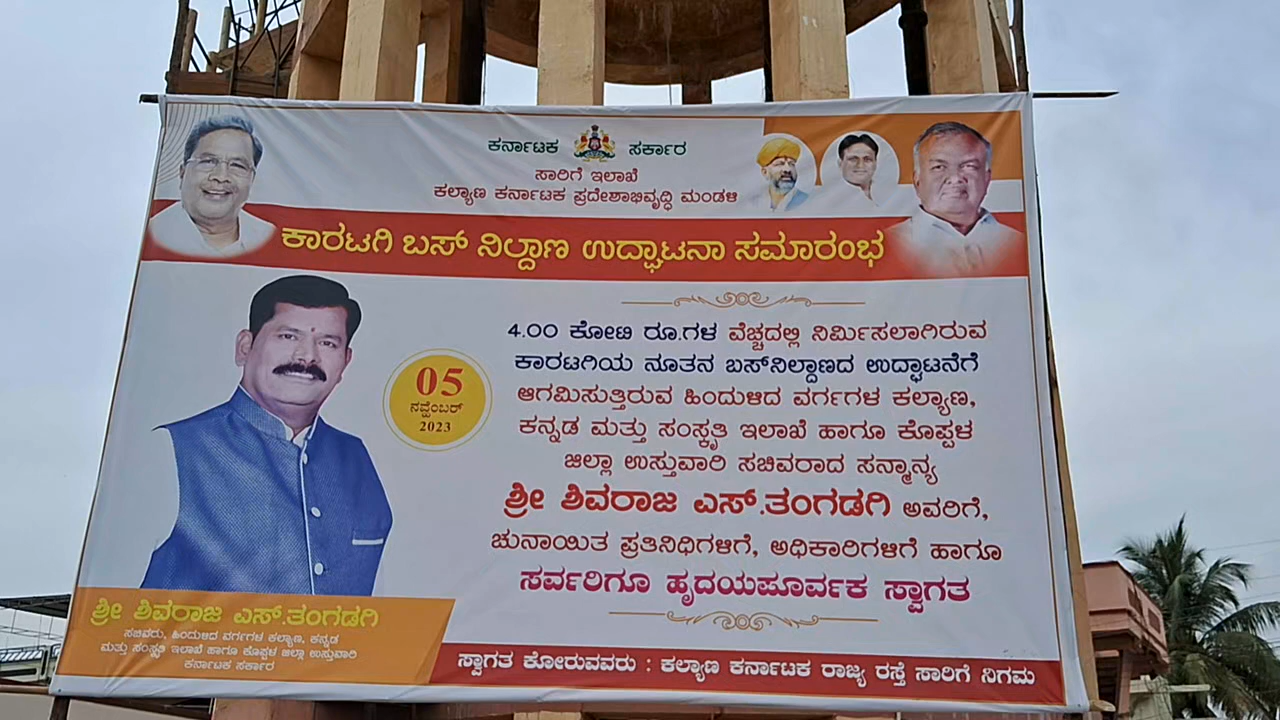 ಕರ್ನಾಟಕ ಸರ್ಕಾರ
ಸಾರಿಗೆ ಇಲಾಖೆ
ಕಲ್ಯಾಣ ಕರ್ನಾಟಕ ಪ್ರದೇಶಾಭಿವೃದ್ಧಿ ಮಂಡಳಿ
ಕಾರಟಗಿ ಬಸ್ ನಿಲ್ದಾಣ ಉದ್ಘಾಟನಾ ಸಮಾರಂಭ
05
ನವ್ಹೆಂಬರ್
2023
4.00 ಕೋಟಿ ರೂ.ಗಳ ವೆಚ್ಚದಲ್ಲಿ ನಿರ್ಮಿಸಲಾಗಿರುವ
ಕಾರಟಗಿಯ ನೂತನ ಬಸ್‌ನಿಲ್ದಾಣದ ಉದ್ಘಾಟನೆಗೆ
ಆಗಮಿಸುತ್ತಿರುವ ಹಿಂದುಳಿದ ವರ್ಗಗಳ ಕಲ್ಯಾಣ,
ಕನ್ನಡ ಮತ್ತು ಸಂಸ್ಕೃತಿ ಇಲಾಖೆ ಹಾಗೂ ಕೊಪ್ಪಳ
ಜಿಲ್ಲಾ ಉಸ್ತುವಾರಿ ಸಚಿವರಾದ ಸನ್ಮಾನ್ಯ
ಶ್ರೀ ಶಿವರಾಜ ಎಸ್.ತಂಗಡಗಿ ಅವರಿಗೆ,
ಚುನಾಯಿತ ಪ್ರತಿನಿಧಿಗಳಿಗೆ, ಅಧಿಕಾರಿಗಳಿಗೆ ಹಾಗೂ
ಸರ್ವರಿಗೂ ಹೃದಯಪೂರ್ವಕ ಸ್ವಾಗತ
ಶ್ರೀ ಶಿವರಾಜ ಎಸ್.ತಂಗಡಗಿ
ಸಚಿವರು, ಹಿಂದುಳಿದ ವರ್ಗಗಳ ಕಲ್ಯಾಣ, ಕನ್ನಡ
ಮತ್ತು ಸಂಸ್ಕೃತಿ ಇಲಾಖೆ ಹಾಗೂ ಕೊಪ್ಪಳ ಜಿಲ್ಲಾ ಉಸ್ತುವಾರಿ
ಕರ್ನಾಟಕ ಸರ್ಕಾರ
ಸ್ವಾಗತ ಕೋರುವವರು : ಕಲ್ಯಾಣ ಕರ್ನಾಟಕ ರಾಜ್ಯ ರಸ್ತೆ ಸಾರಿಗೆ ನಿಗಮ